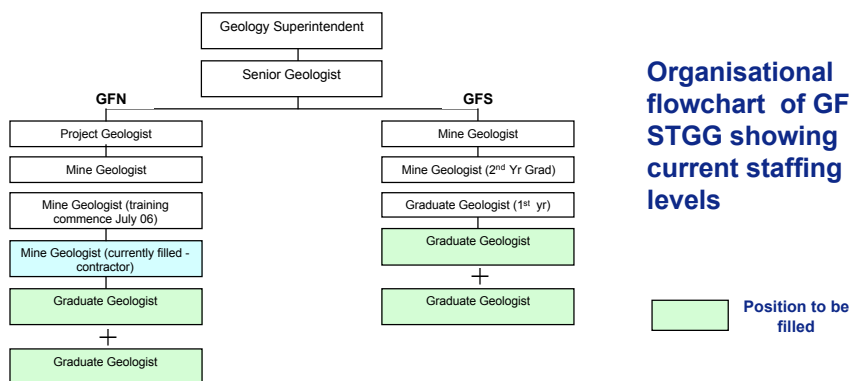 Geology Superintendent
Senior Geologist
GFN
Project Geologist
Mine Geologist
Mine Geologist (training
commence July 06)
Mine Geologist (currently filled -
contractor)
Graduate Geologist
+
Graduate Geologist
GFS
Mine Geologist
Mine Geologist (2nd Yr Grad)
Graduate Geologist (1st yr)
Graduate Geologist
+
Graduate Geologist
Organisational
flowchart of GF
STGG showing
current staffing
levels
Position to be
filled